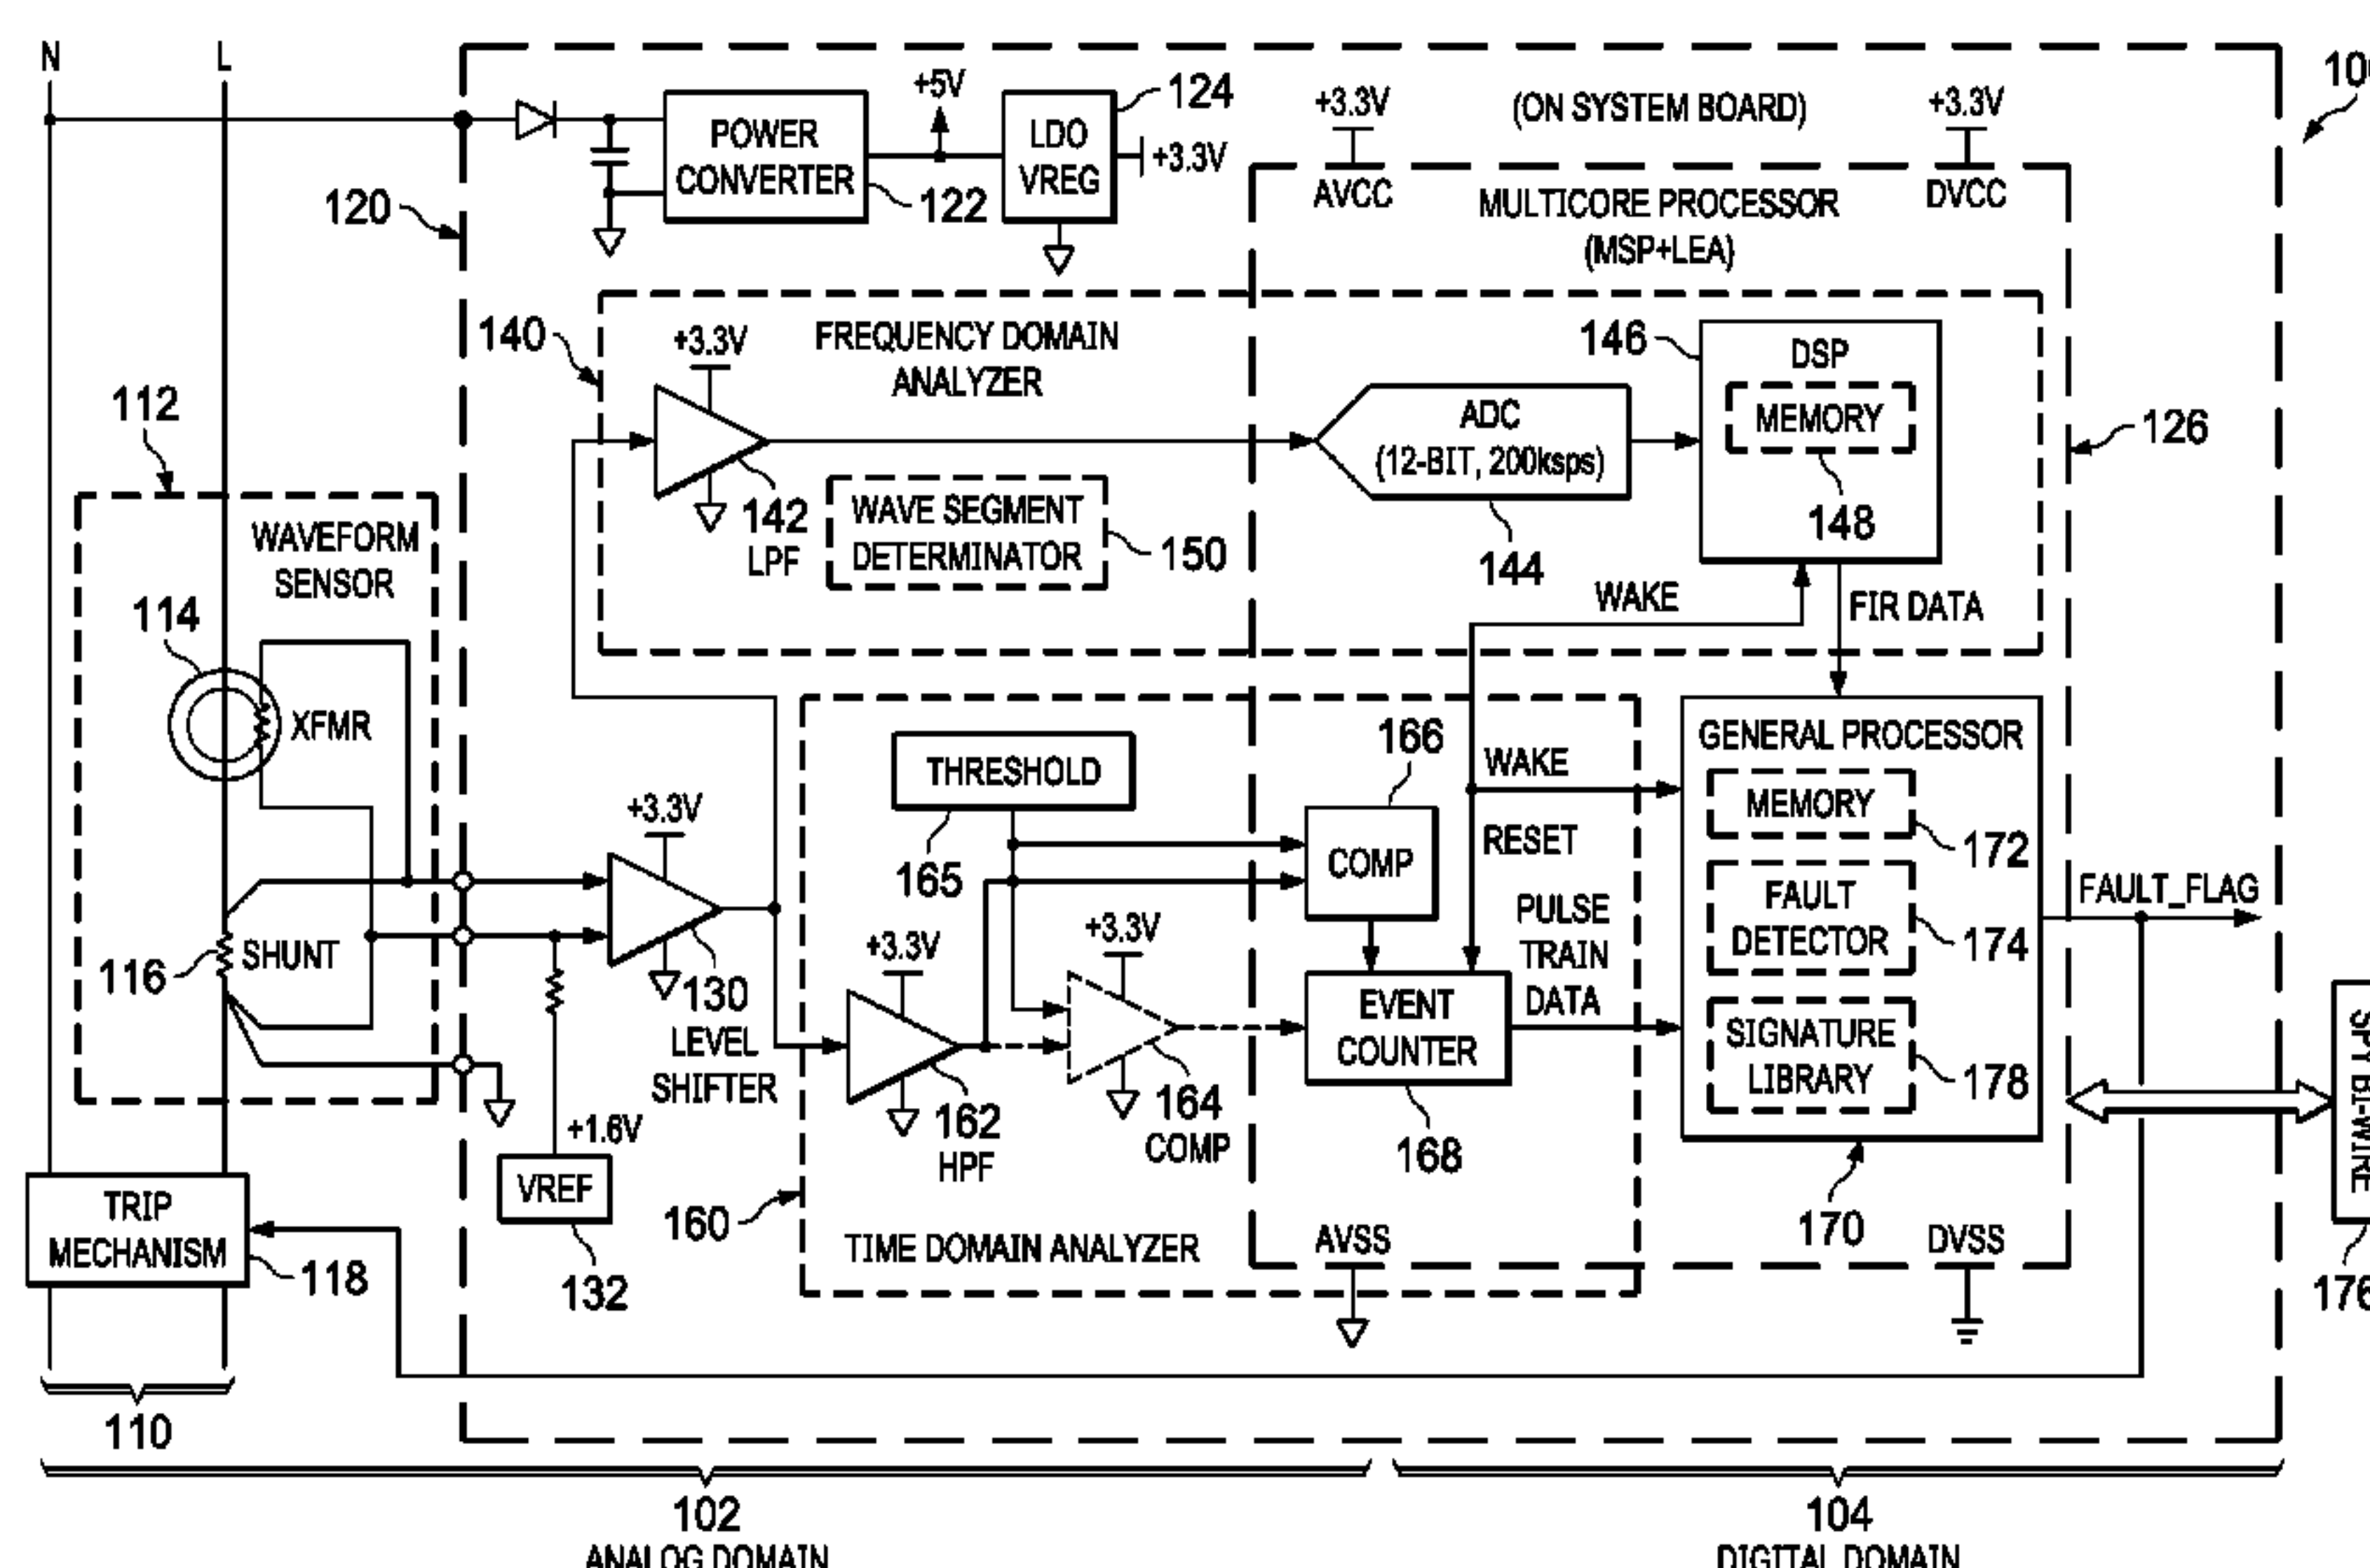 N
L
+5V
124
+3.3V
(ON SYSTEM BOARD)
+3.3V
POWER
CONVERTER
LDO
VREG
+3.3V
122
120
AVCC
MULTICORE PROCESSOR
(MSP+LEA)
DVCC
140
+3.3V
FREQUENCY DOMAIN
ANALYZER
146
DSP
MEMORY
148
126
ADC
(12-BIT, 200ksps)
144
142
LPF
WAVE SEGMENT
DETERMINATOR
150
112
WAVEFORM
SENSOR
114
XFMR
WAKE
FIR DATA
THRESHOLD
165
166
COMP
WAKE
RESET
GENERAL PROCESSOR
MEMORY
172
FAULT
DETECTOR
174
SIGNATURE
LIBRARY
178
FAULT_FLAG
+3.3V
116
SHUNT
130
LEVEL
SHIFTER
+3.3V
+3.3V
PULSE
TRAIN
DATA
EVENT
COUNTER
168
162
HPF
164
COMP
+1.6V
VREF
132
160
TIME DOMAIN ANALYZER
AVSS
170
DVSS
SPY BI-WIRE
176
TRIP
MECHANISM
118
110
102
ANALOG DOMAIN
104
DIGITAL DOMAIN